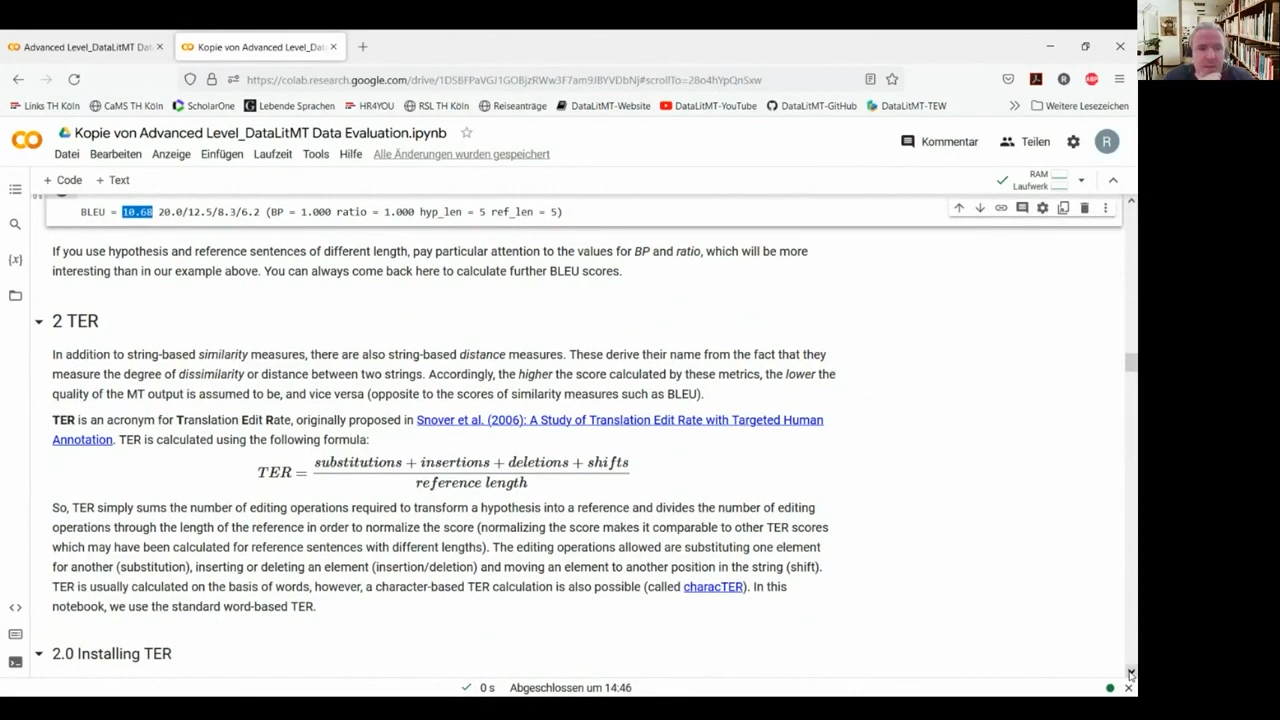 Advanced Level_DataLitMT Dat
Kopie von Advanced Level_Dat
https://colab.research.google.com/drive/1DSBFPaVGJ1GOBjzRWw3F7am9JBYVDbNj#scrollTo=28o4hYpQnSxw
Links TH Köln CaMS TH Köln ScholarOne Lebende Sprachen HR4YOU RSL TH Köln Reiseanträge DataLitMT-Website DataLitMT-YouTube DataLitMT-GitHub DataLitMT-TEW Weitere Lesezeichen
Kopie von Advanced Level_DataLitMT Data Evaluation.ipynb
Kommentar Teilen R
Datei Bearbeiten Anzeige Einfügen Laufzeit Tools Hilfe Alle Änderungen wurden gespeichert
+ Code + Text
RAM
Laufwerk
BLEU = 10.68 20.0/12.5/8.3/6.2 (BP = 1.000 ratio = 1.000 hyp_len = 5 ref_len = 5)
If you use hypothesis and reference sentences of different length, pay particular attention to the values for BP and ratio, which will be more
interesting than in our example above. You can always come back here to calculate further BLEU scores.
2 TER
In addition to string-based similarity measures, there are also string-based distance measures. These derive their name from the fact that they
measure the degree of dissimilarity or distance between two strings. Accordingly, the higher the score calculated by these metrics, the lower the
quality of the MT output is assumed to be, and vice versa (opposite to the scores of similarity measures such as BLEU).
TER is an acronym for Translation Edit Rate, originally proposed in Snover et al. (2006): A Study of Translation Edit Rate with Targeted Human
Annotation. TER is calculated using the following formula:
TER = substitutions + insertions + deletions + shifts
reference length
So, TER simply sums the number of editing operations required to transform a hypothesis into a reference and divides the number of editing
operations through the length of the reference in order to normalize the score (normalizing the score makes it comparable to other TER scores
which may have been calculated for reference sentences with different lengths). The editing operations allowed are substituting one element
for another (substitution), inserting or deleting an element (insertion/deletion) and moving an element to another position in the string (shift).
TER is usually calculated on the basis of words, however, a character-based TER calculation is also possible (called characTER). In this
notebook, we use the standard word-based TER.
2.0 Installing TER
0 s Abgeschlossen um 14:46